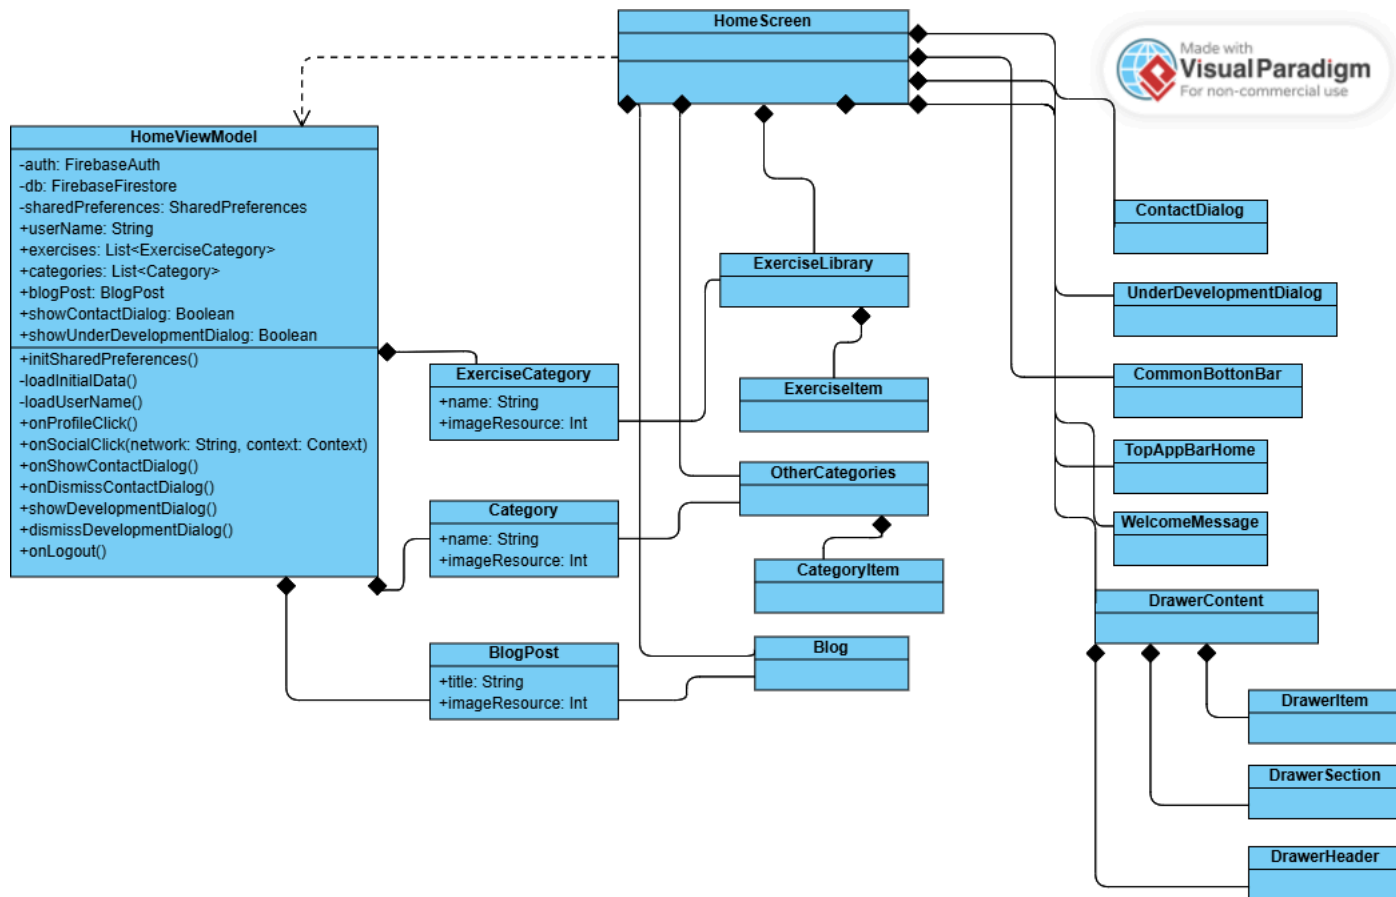 HomeScreen
Made with
Visual Paradigm
For non-commercial use
HomeViewModel
-auth: FirebaseAuth
-db: FirebaseFirestore
-sharedPreferences: SharedPreferences
+userName: String
+exercises: List<ExerciseCategory>
+categories: List<Category>
+blogPost: BlogPost
+showContactDialog: Boolean
+showUnderDevelopmentDialog: Boolean
+initSharedPreferences()
-loadInitialData()
-loadUserName()
+onProfileClick()
+onSocialClick(network: String, context: Context)
+onShowContactDialog()
+onDismissContactDialog()
+showDevelopmentDialog()
+dismissDevelopmentDialog()
+onLogout()
ExerciseCategory
+name: String
+imageResource: Int
Category
+name: String
+imageResource: Int
BlogPost
+title: String
+imageResource: Int
ExerciseLibrary
ExerciseItem
OtherCategories
CategoryItem
Blog
ContactDialog
UnderDevelopmentDialog
CommonBottonBar
TopAppBarHome
WelcomeMessage
DrawerContent
DrawerItem
DrawerSection
DrawerHeader